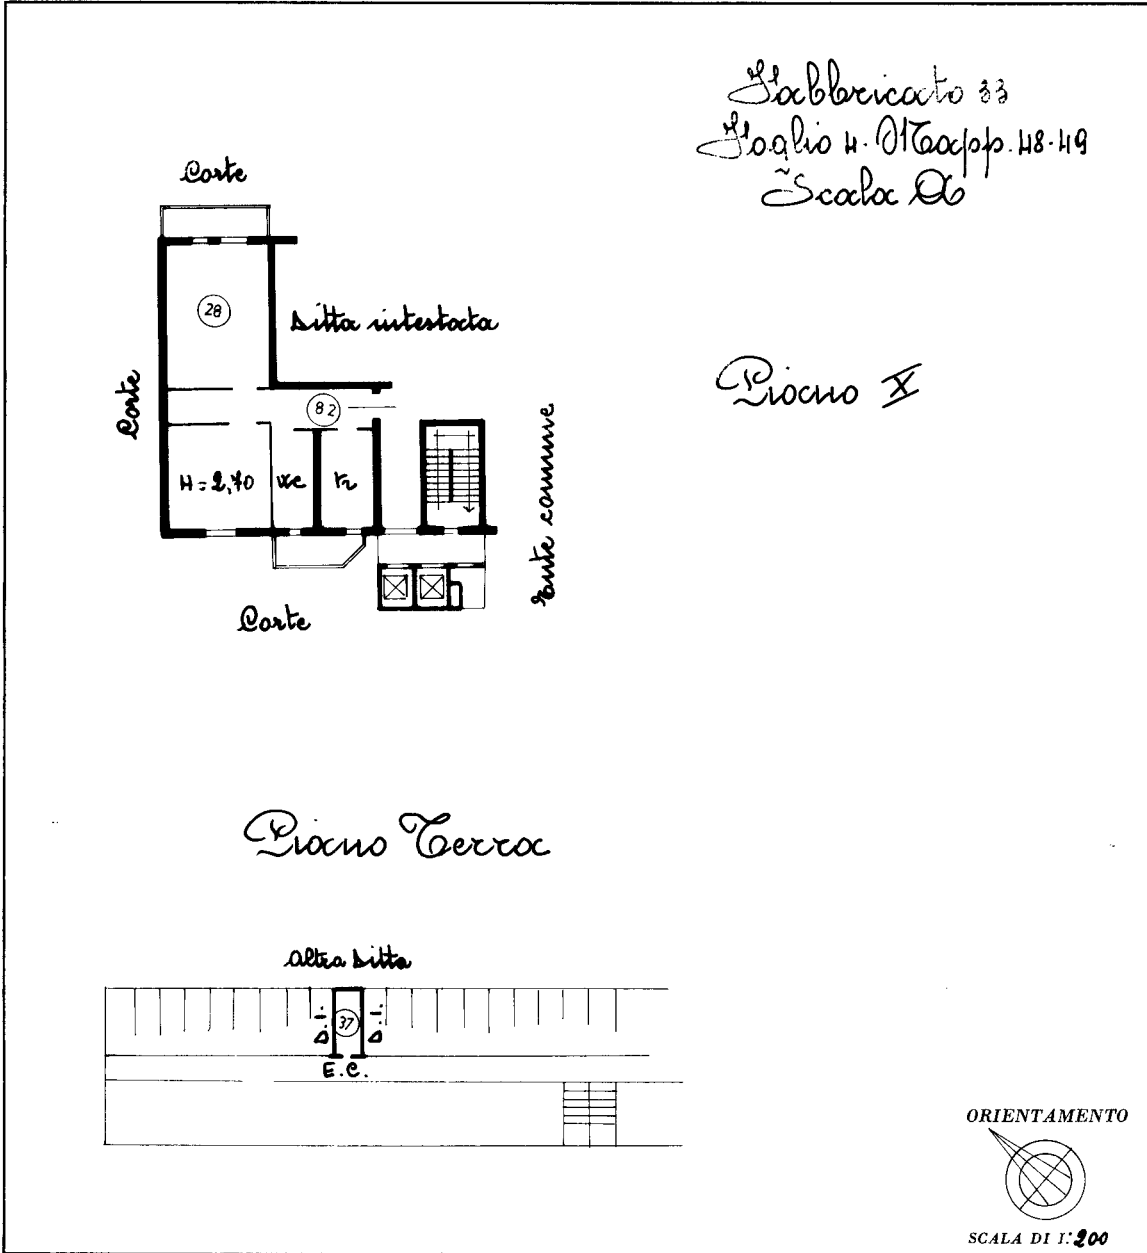 Fabbricato 33
Foglio 4. Mapp. 48-49
Scala A
Corte
28
Ditta intestata
Piano X
Corte
82
H = 2,70
wc
K
Ente comune
Corte
Piano Terra
Altra Ditta
D.i.
37
D.i.
E.C.
ORIENTAMENTO
SCALA DI 1:200